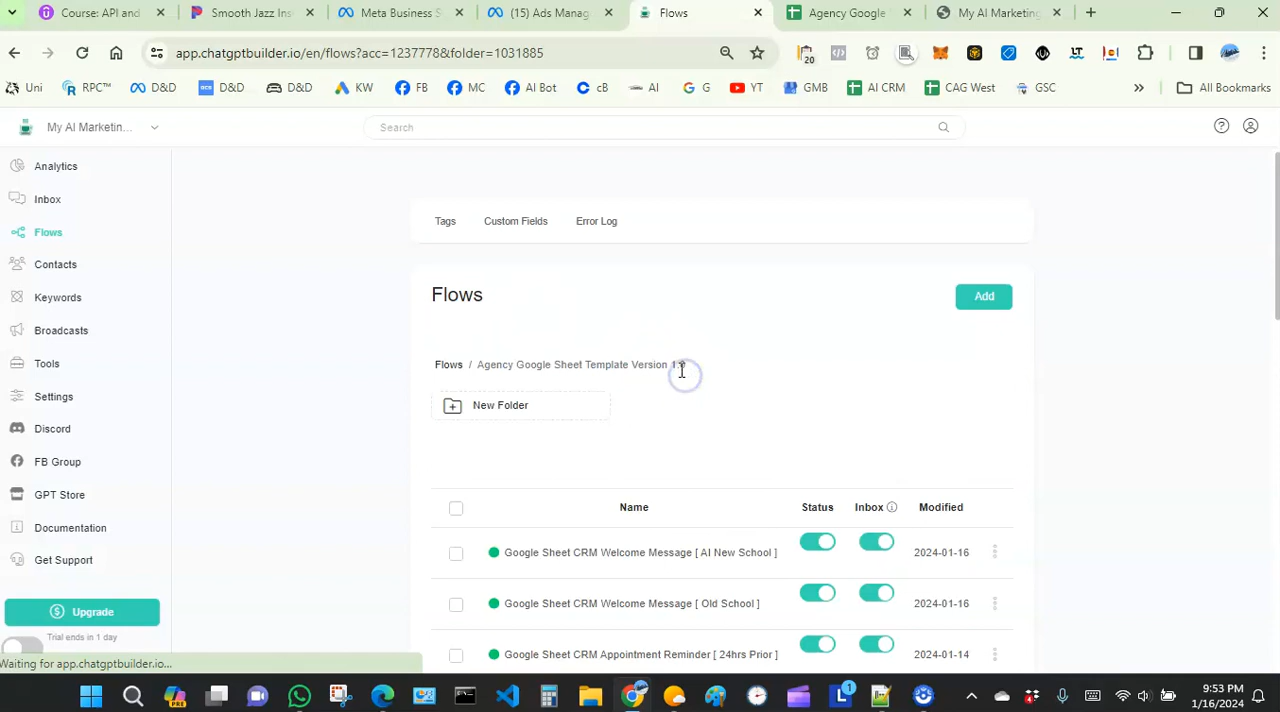 Course: API and
Smooth Jazz Ins
Meta Business S
(15) Ads Manag
Flows
Agency Google
My AI Marketing
app.chatgptbuilder.io/en/flows?acc=1237778&folder=1031885
20
Uni
RPC™
D&D
D&D
D&D
KW
FB
MC
AI Bot
cB
AI
G
YT
GMB
AI CRM
CAG West
GSC
All Bookmarks
My AI Marketin...
Search
Analytics
Inbox
Flows
Contacts
Keywords
Broadcasts
Tools
Settings
Discord
FB Group
GPT Store
Documentation
Get Support
Upgrade
Trial ends in 1 day
Waiting for app.chatgptbuilder.io...
Tags Custom Fields Error Log
Flows
Add
Flows / Agency Google Sheet Template Version 1.0
New Folder
Name Status Inbox Modified
Google Sheet CRM Welcome Message [ AI New School ] 2024-01-16
Google Sheet CRM Welcome Message [ Old School ] 2024-01-16
Google Sheet CRM Appointment Reminder [ 24hrs Prior ] 2024-01-14
9:53 PM
1/16/2024